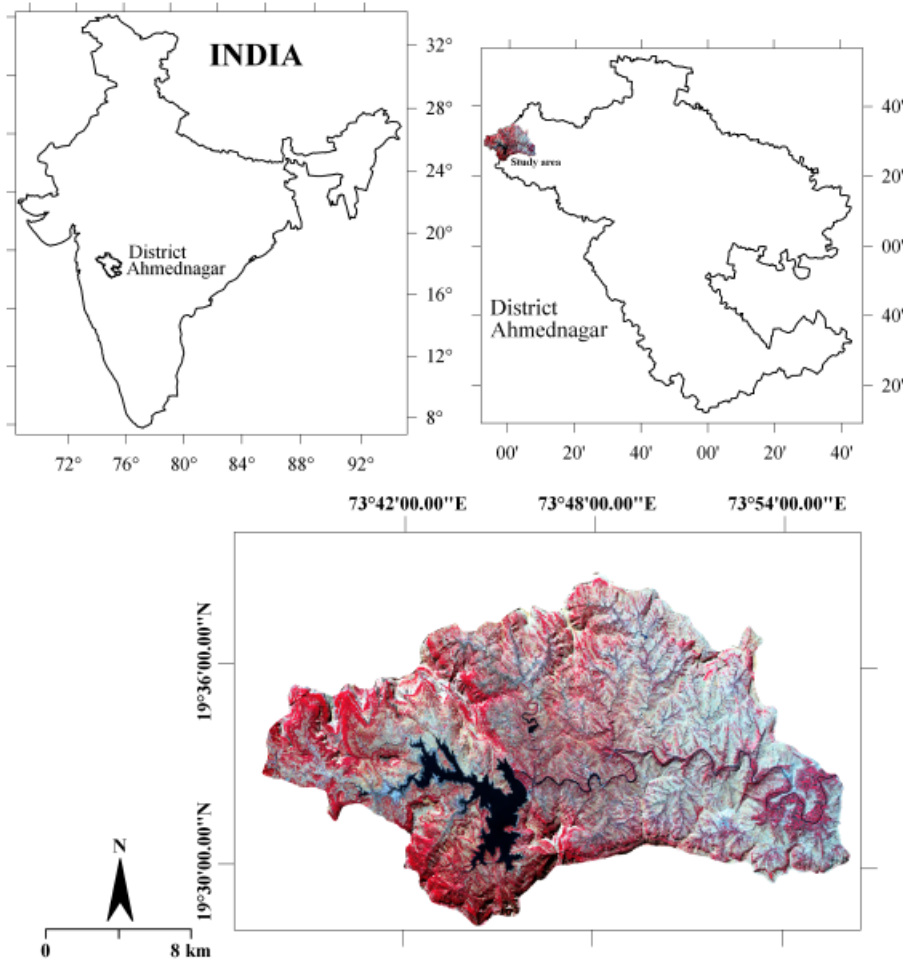 INDIA
32°
28°
24°
20°
16°
12°
8°
District
Ahmednagar
72°
76°
80°
84°
88°
92°
40'
20'
00'
40'
20'
Study area
District
Ahmednagar
00'
20'
40'
00'
20'
40'
73°42'00.00"E
73°48'00.00"E
73°54'00.00"E
19°36'00.00"N
19°30'00.00"N
N
0
8 km